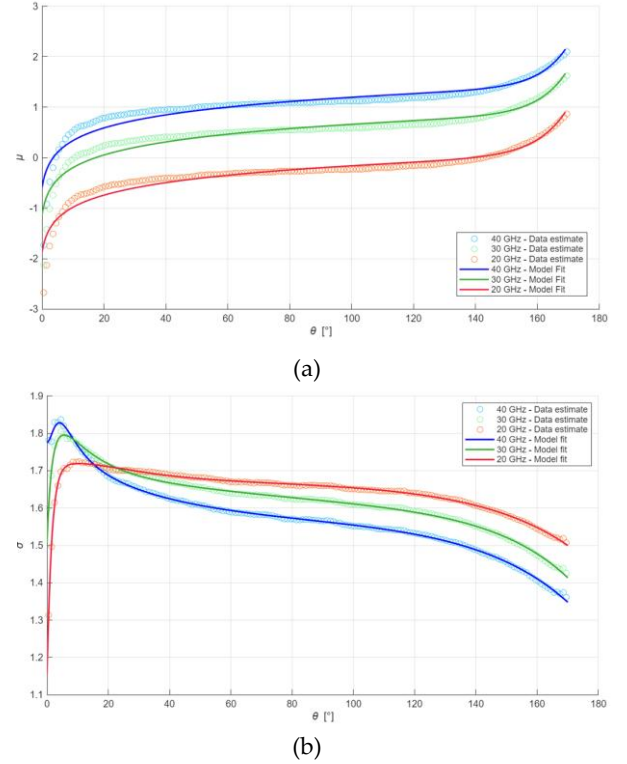 3
2
1
0
-1
-2
-3
μ
0 20 40 60 80 100 120 140 160 180
θ [°]
40 GHz - Data estimate
30 GHz - Data estimate
20 GHz - Data estimate
40 GHz - Model Fit
30 GHz - Model Fit
20 GHz - Model Fit
(a)
1.9
1.8
1.7
1.6
1.5
1.4
1.3
1.2
1.1
σ
0 20 40 60 80 100 120 140 160 180
θ [°]
40 GHz - Data estimate
30 GHz - Data estimate
20 GHz - Data estimate
40 GHz - Model fit
30 GHz - Model fit
20 GHz - Model fit
(b)